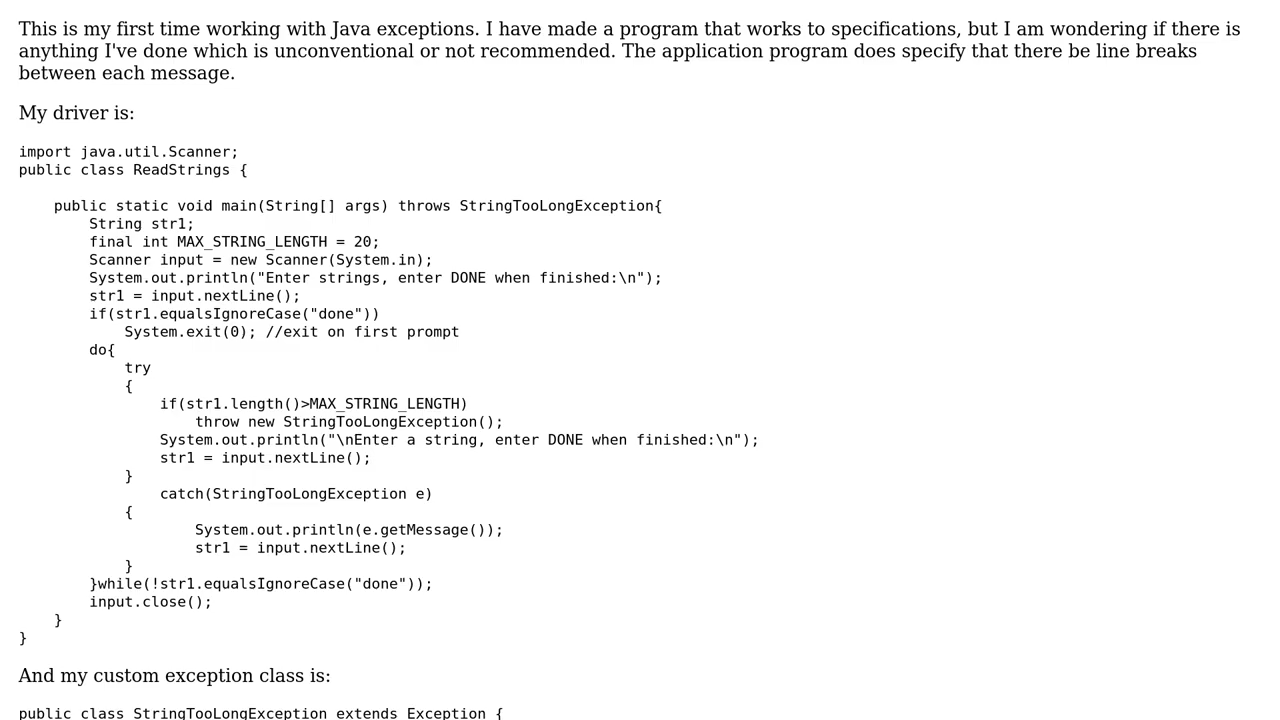 This is my first time working with Java exceptions. I have made a program that works to specifications, but I am wondering if there is
anything I've done which is unconventional or not recommended. The application program does specify that there be line breaks
between each message.
My driver is:
import java.util.Scanner;
public class ReadStrings {
    public static void main(String[] args) throws StringTooLongException{
        String str1;
        final int MAX_STRING_LENGTH = 20;
        Scanner input = new Scanner(System.in);
        System.out.println("Enter strings, enter DONE when finished:\n");
        str1 = input.nextLine();
        if(str1.equalsIgnoreCase("done"))
            System.exit(0); //exit on first prompt
        do{
            try
            {
                if(str1.length()>MAX_STRING_LENGTH)
                    throw new StringTooLongException();
                System.out.println("\nEnter a string, enter DONE when finished:\n");
                str1 = input.nextLine();
            }
                catch(StringTooLongException e)
            {
                    System.out.println(e.getMessage());
                    str1 = input.nextLine();
            }
        }while(!str1.equalsIgnoreCase("done"));
        input.close();
    }
}
And my custom exception class is:
public class StringTooLongException extends Exception {